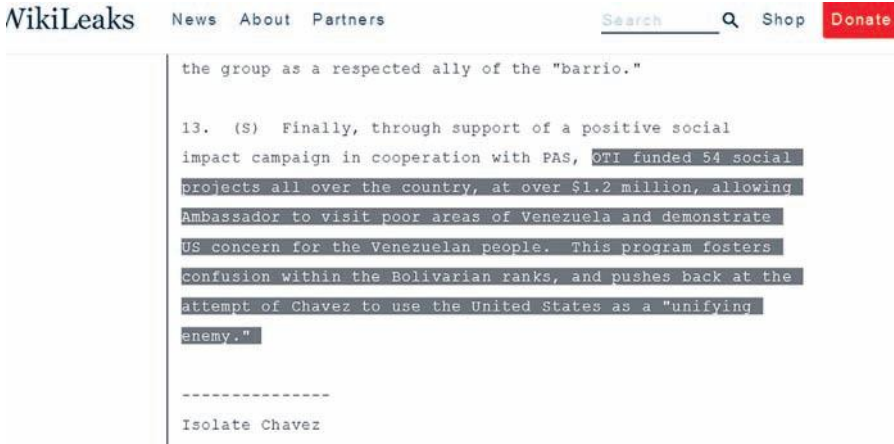 WikiLeaks News About Partners Search Shop Donate
the group as a respected ally of the "barrio."
13. (S) Finally, through support of a positive social
impact campaign in cooperation with PAS, OTI funded 54 social
projects all over the country, at over $1.2 million, allowing
Ambassador to visit poor areas of Venezuela and demonstrate
US concern for the Venezuelan people. This program fosters
confusion within the Bolivarian ranks, and pushes back at the
attempt of Chavez to use the United States as a "unifying
enemy."
---------------
Isolate Chavez